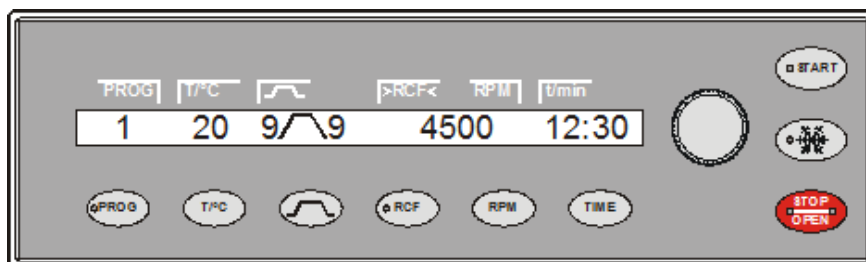 PROG T/°C >RCF< RPM t/min
1 20 9 9 4500 12:30
PROG T/°C RCF RPM TIME
START
STOP
OPEN